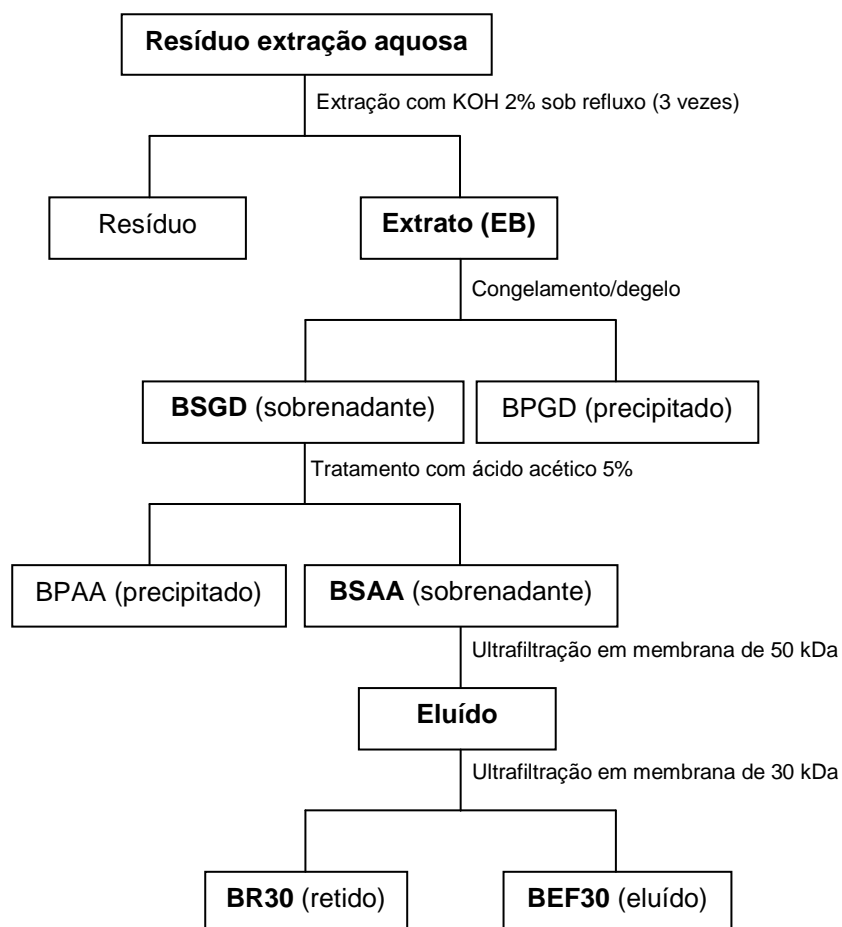 Resíduo extração aquosa
Extração com KOH 2% sob refluxo (3 vezes)
Resíduo
Extrato (EB)
Congelamento/degelo
BSGD (sobrenadante)
BPGD (precipitado)
Tratamento com ácido acético 5%
BPAA (precipitado)
BSAA (sobrenadante)
Ultrafiltração em membrana de 50 kDa
Eluído
Ultrafiltração em membrana de 30 kDa
BR30 (retido)
BEF30 (eluído)